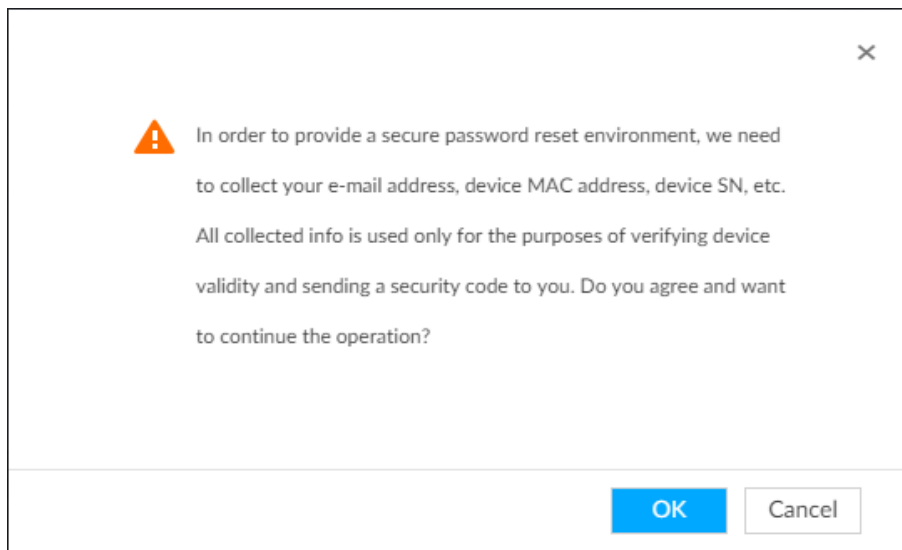 In order to provide a secure password reset environment, we need
to collect your e-mail address, device MAC address, device SN, etc.
All collected info is used only for the purposes of verifying device
validity and sending a security code to you. Do you agree and want
to continue the operation?
OK Cancel